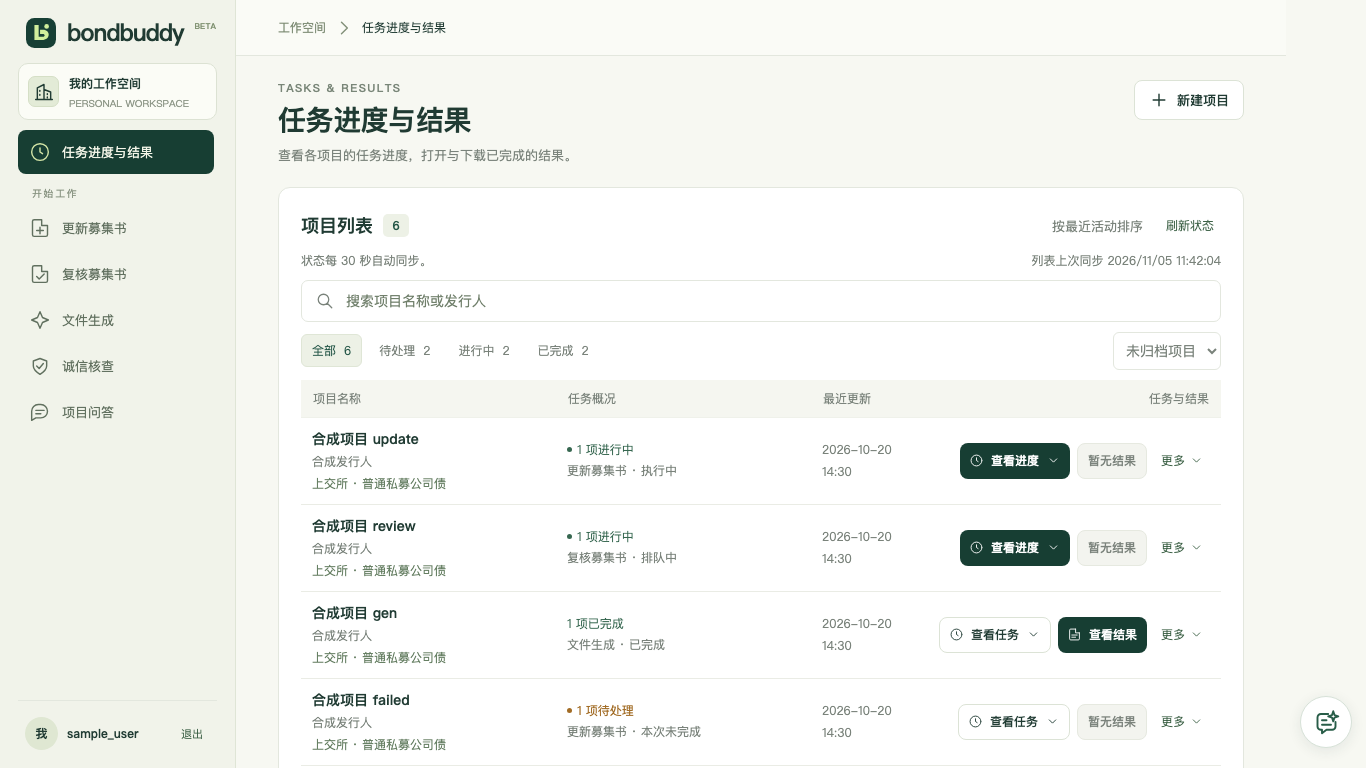 bondbuddy BETA
我的工作空间
PERSONAL WORKSPACE
任务进度与结果
开始工作
更新募集书
复核募集书
文件生成
诚信核查
项目问答
我 sample_user 退出
工作空间 任务进度与结果
TASKS & RESULTS
任务进度与结果
查看各项目的任务进度，打开与下载已完成的结果。
新建项目
项目列表 6
按最近活动排序 刷新状态
状态每 30 秒自动同步。
列表上次同步 2026/11/05 11:42:04
搜索项目名称或发行人
全部 6 待处理 2 进行中 2 已完成 2
未归档项目
项目名称 任务概况 最近更新 任务与结果
合成项目 update
合成发行人
上交所 · 普通私募公司债
• 1 项进行中
更新募集书 · 执行中
2026-10-20
14:30
查看进度 暂无结果 更多
合成项目 review
合成发行人
上交所 · 普通私募公司债
• 1 项进行中
复核募集书 · 排队中
2026-10-20
14:30
查看进度 暂无结果 更多
合成项目 gen
合成发行人
上交所 · 普通私募公司债
1 项已完成
文件生成 · 已完成
2026-10-20
14:30
查看任务 查看结果 更多
合成项目 failed
合成发行人
上交所 · 普通私募公司债
• 1 项待处理
更新募集书 · 本次未完成
2026-10-20
14:30
查看任务 暂无结果 更多